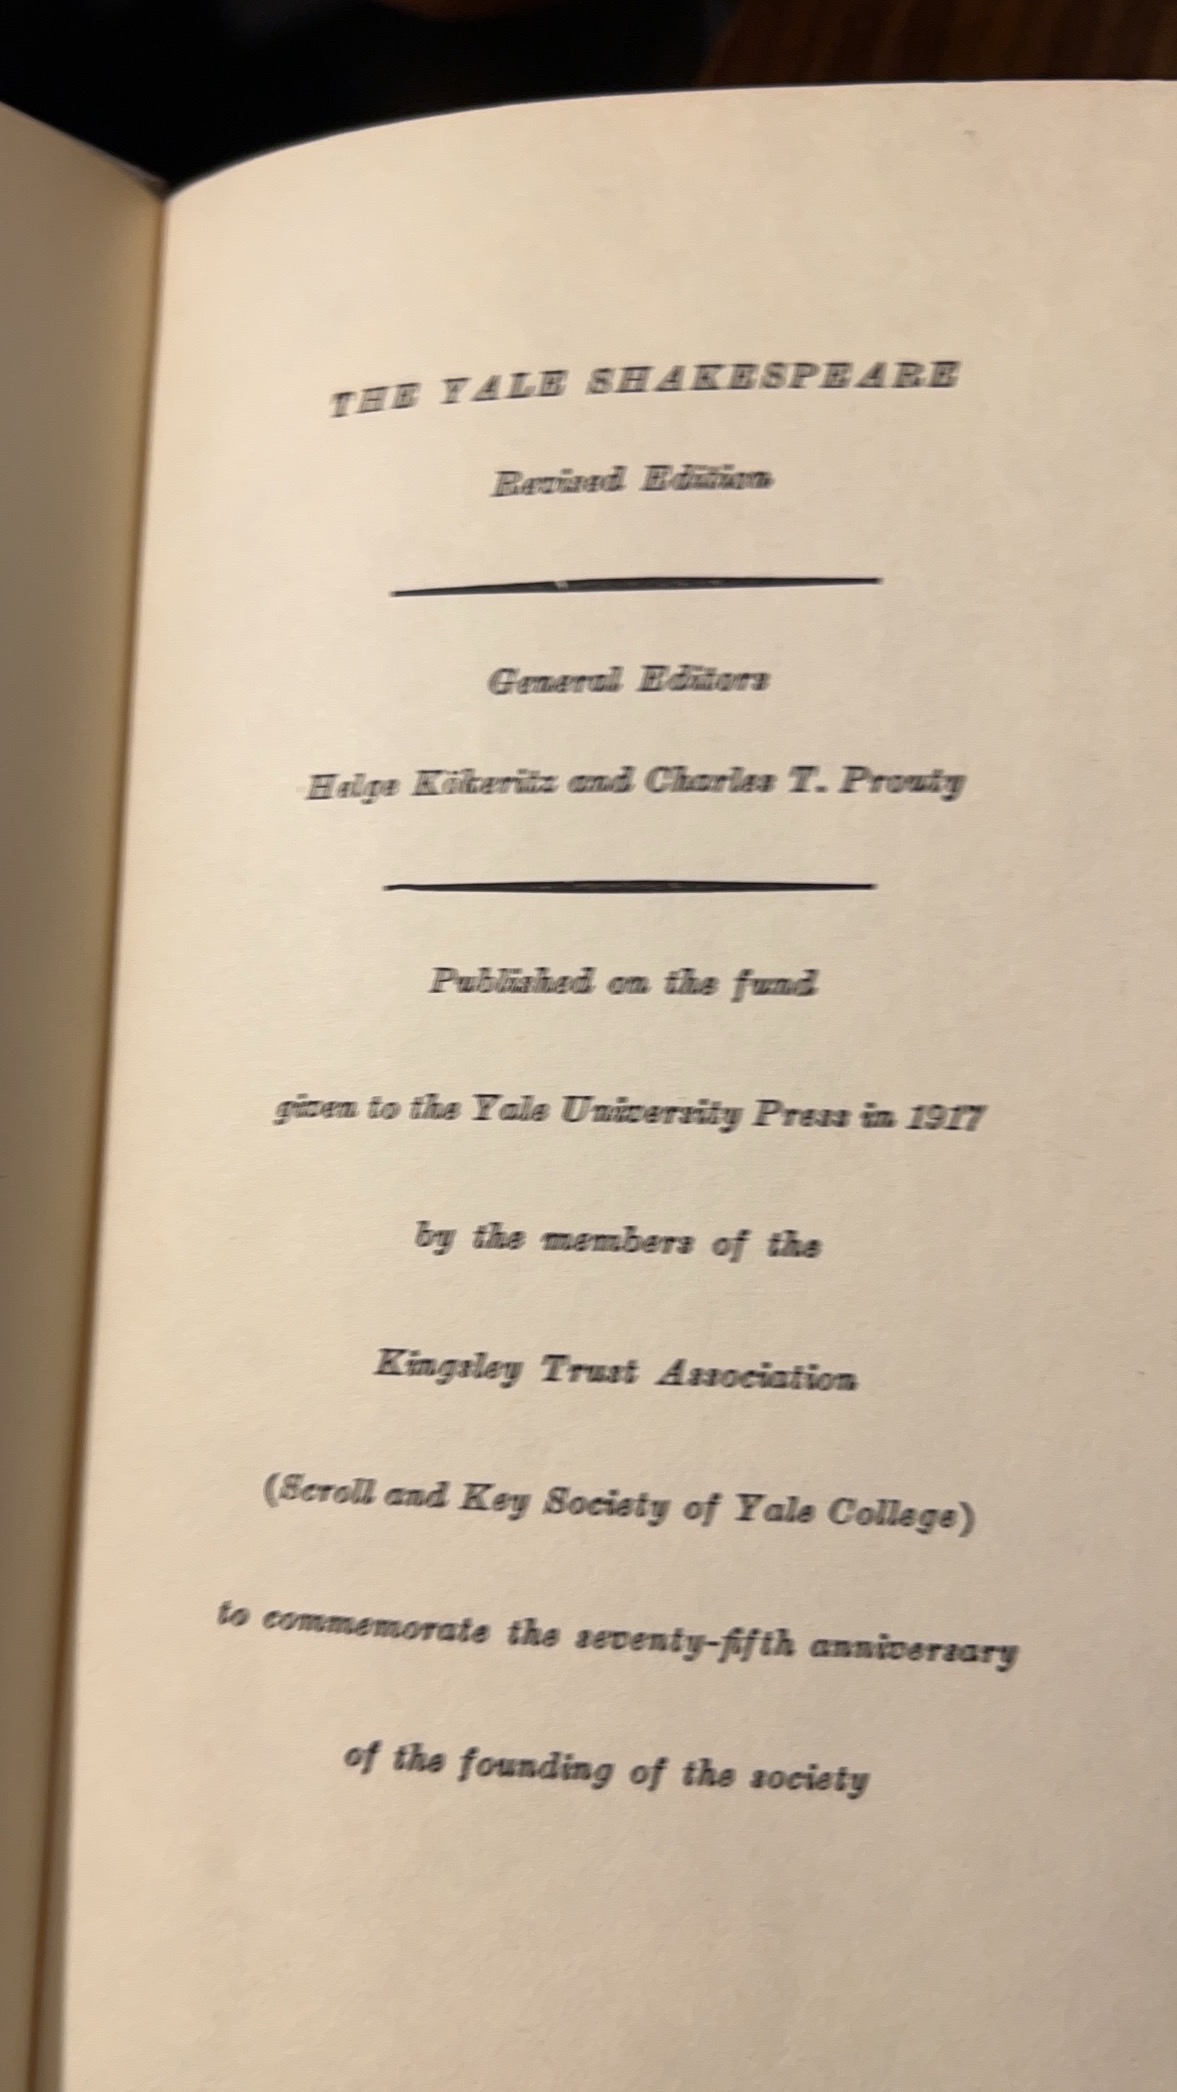 THE YALE SHAKESPEARE
Revised Edition
General Editors
Helge Kökeritz and Charles T. Prouty
Published on the fund
given to the Yale University Press in 1917
by the members of the
Kingsley Trust Association
(Scroll and Key Society of Yale College)
to commemorate the seventy-fifth anniversary
of the founding of the society